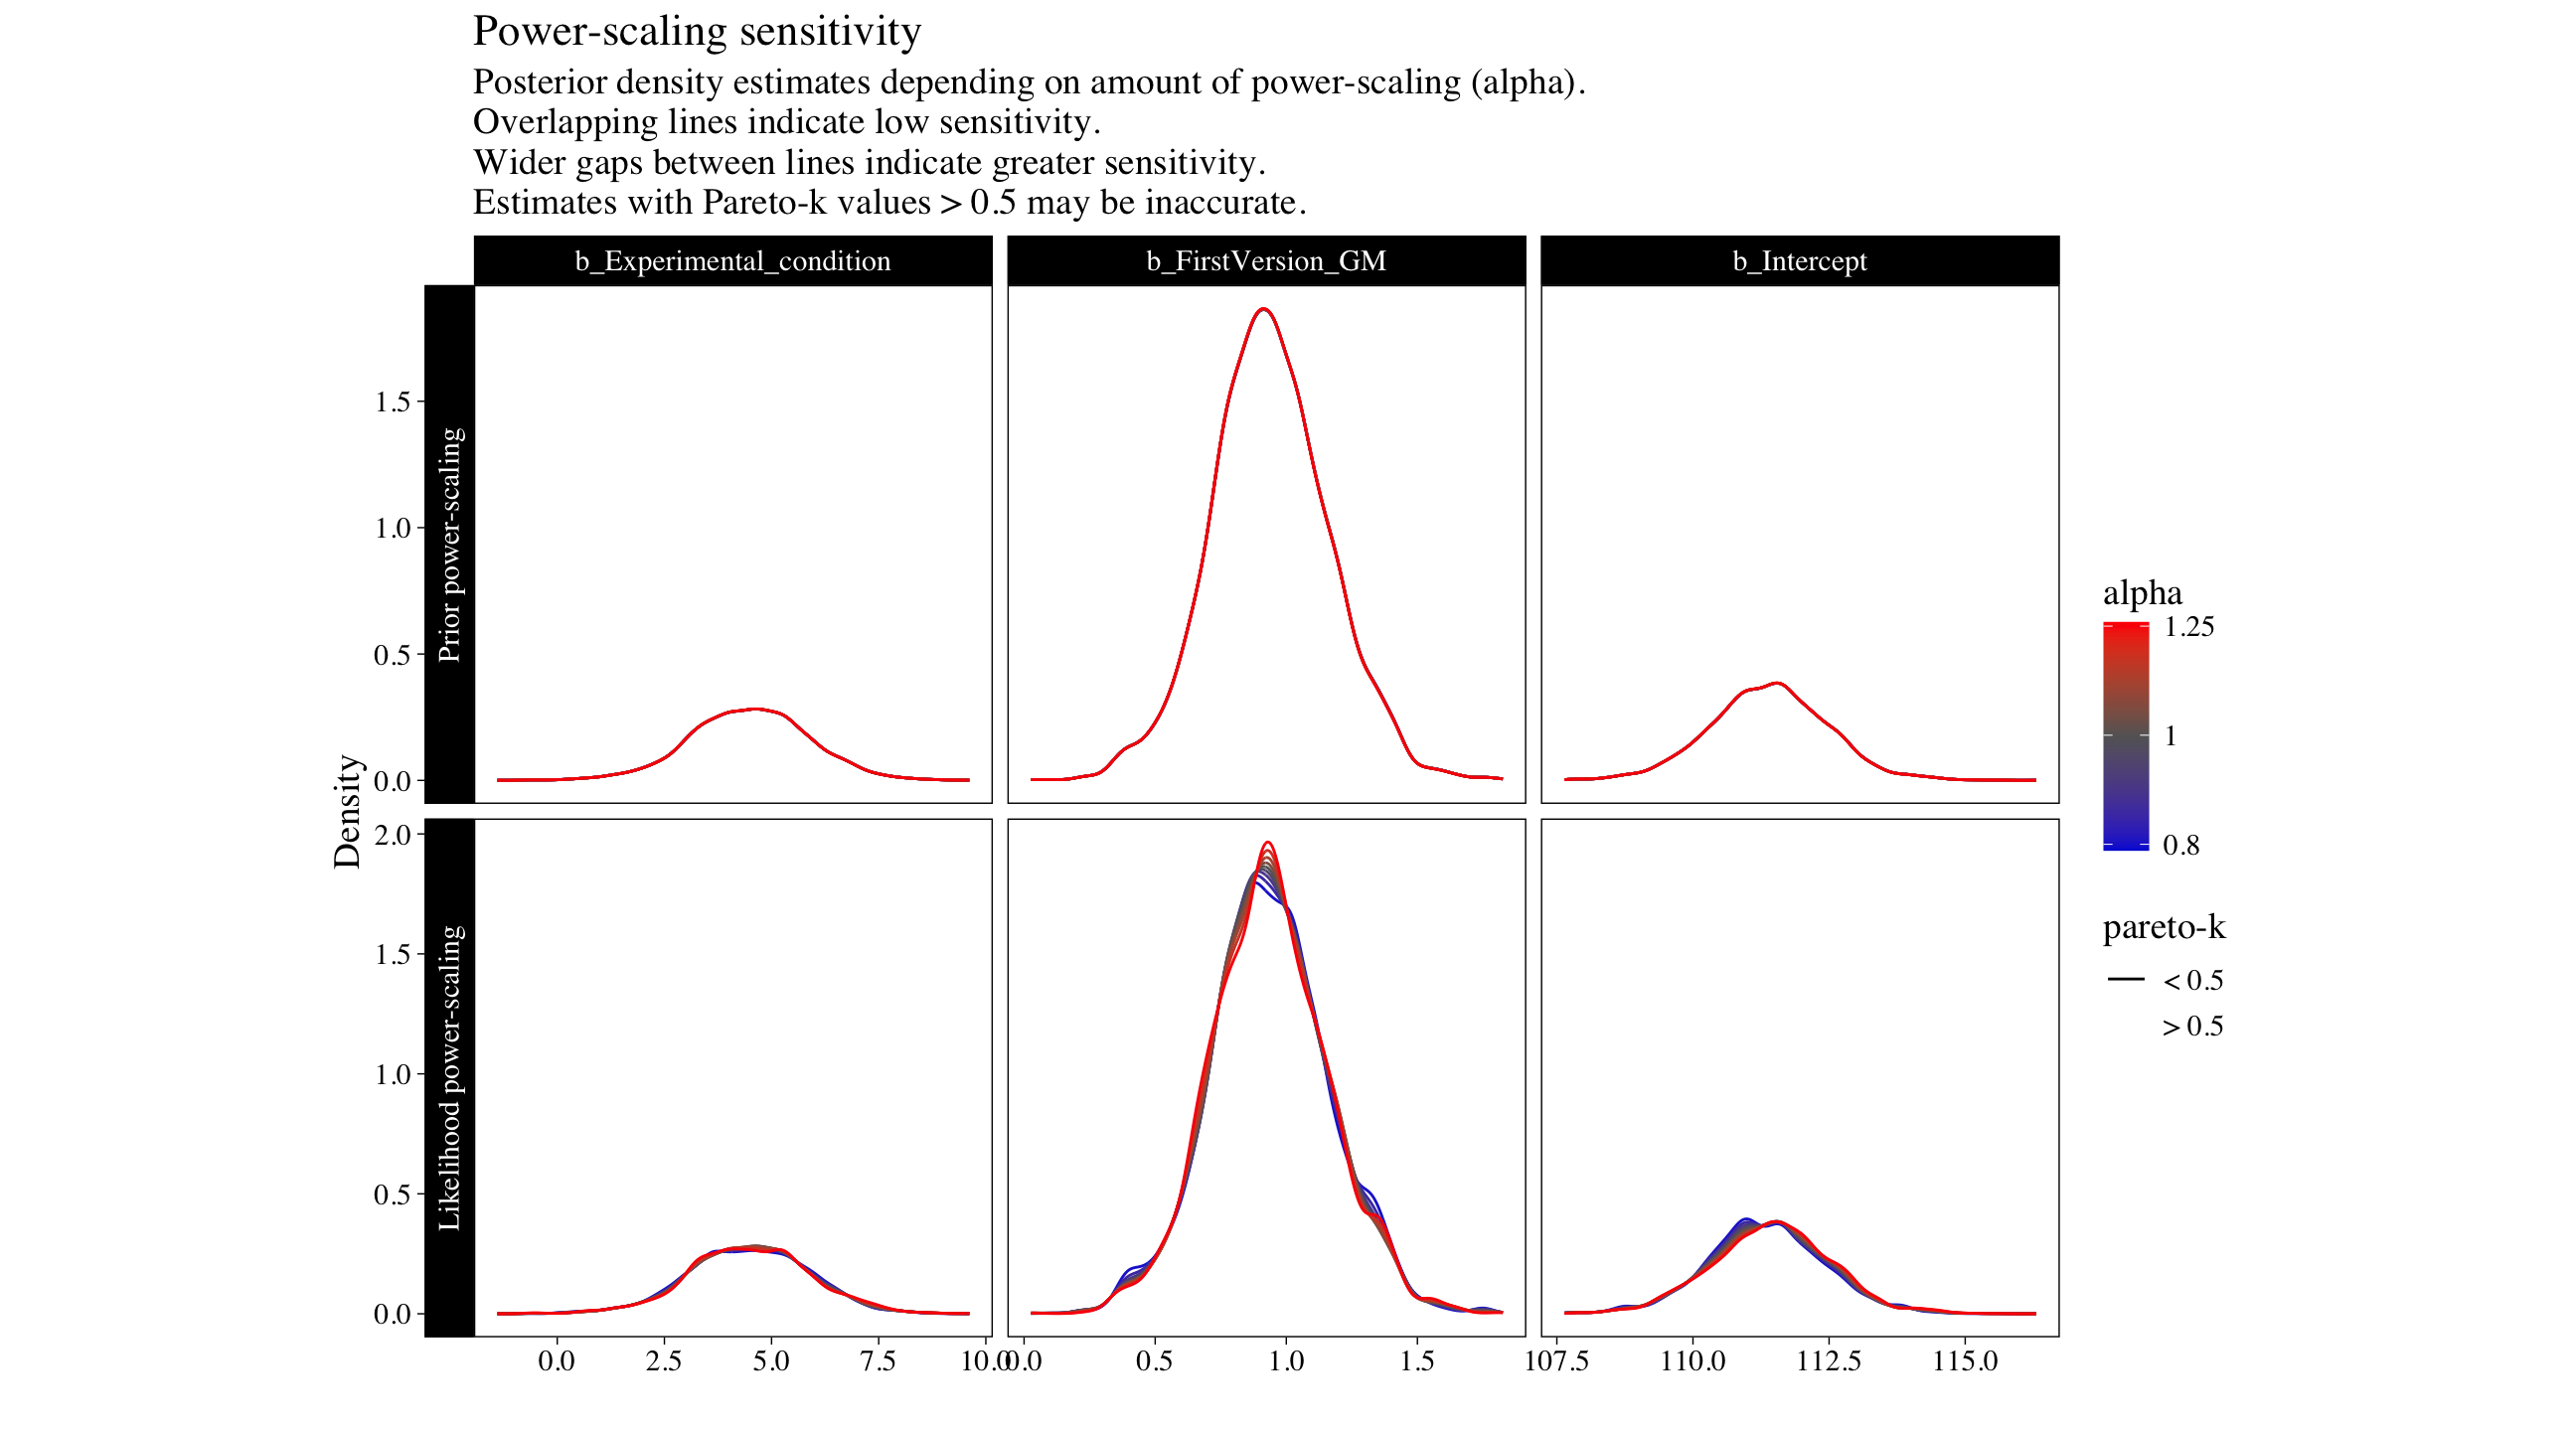 Power-scaling sensitivity
Posterior density estimates depending on amount of power-scaling (alpha).
Overlapping lines indicate low sensitivity.
Wider gaps between lines indicate greater sensitivity.
Estimates with Pareto-k values > 0.5 may be inaccurate.
b_Experimental_condition
b_FirstVersion_GM
b_Intercept
Density
Prior power-scaling
1.5
1.0
0.5
0.0
Likelihood power-scaling
2.0
1.5
1.0
0.5
0.0
0.0 2.5 5.0 7.5 10.0
0.0 0.5 1.0 1.5
107.5 110.0 112.5 115.0
alpha
1.25
1
0.8
pareto-k
< 0.5
> 0.5